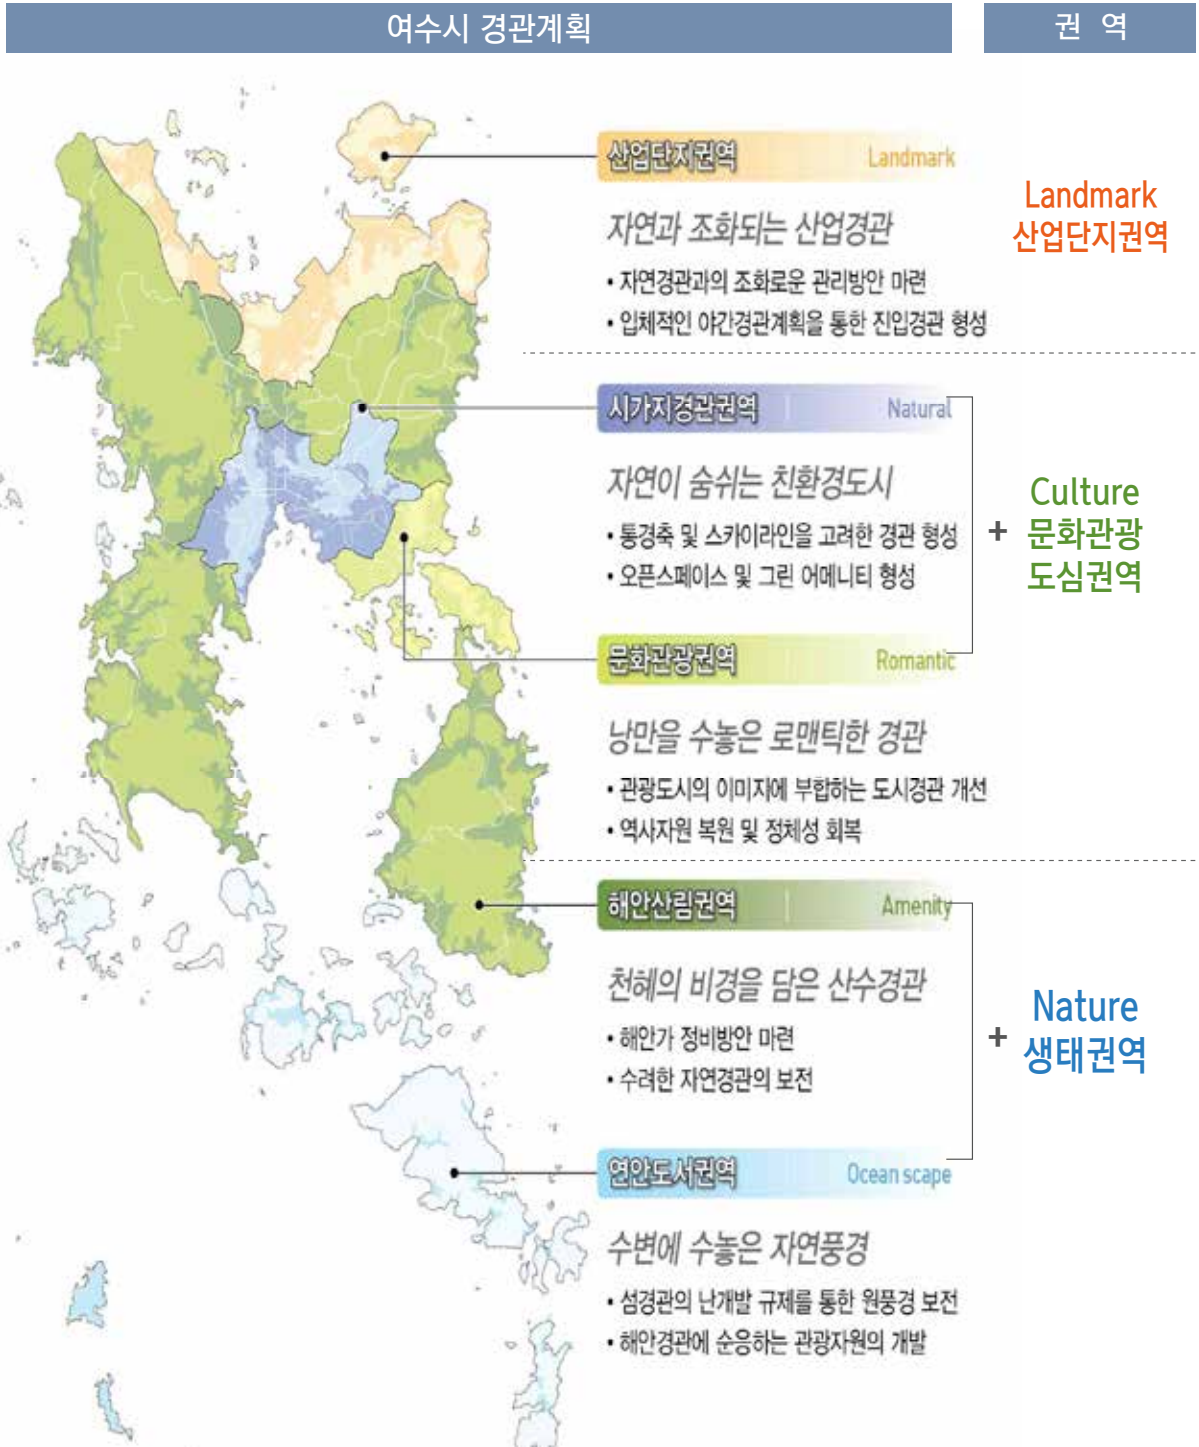 여수시 경관계획
권 역
산업단지권역 Landmark
자연과 조화되는 산업경관
• 자연경관과의 조화로운 관리방안 마련
• 입체적인 야간경관계획을 통한 진입경관 형성
Landmark
산업단지권역
시가지경관권역 Natural
자연이 숨쉬는 친환경도시
• 통경축 및 스카이라인을 고려한 경관 형성
• 오픈스페이스 및 그린 어메니티 형성
문화관광권역 Romantic
낭만을 수놓은 로맨틱한 경관
• 관광도시의 이미지에 부합하는 도시경관 개선
• 역사자원 복원 및 정체성 회복
+
Culture
문화관광
도심권역
해안산림권역 Amenity
천혜의 비경을 담은 산수경관
• 해안가 정비방안 마련
• 수려한 자연경관의 보전
연안도서권역 Ocean scape
수변에 수놓은 자연풍경
• 섬경관의 난개발 규제를 통한 원풍경 보전
• 해안경관에 순응하는 관광자원의 개발
+
Nature
생태권역